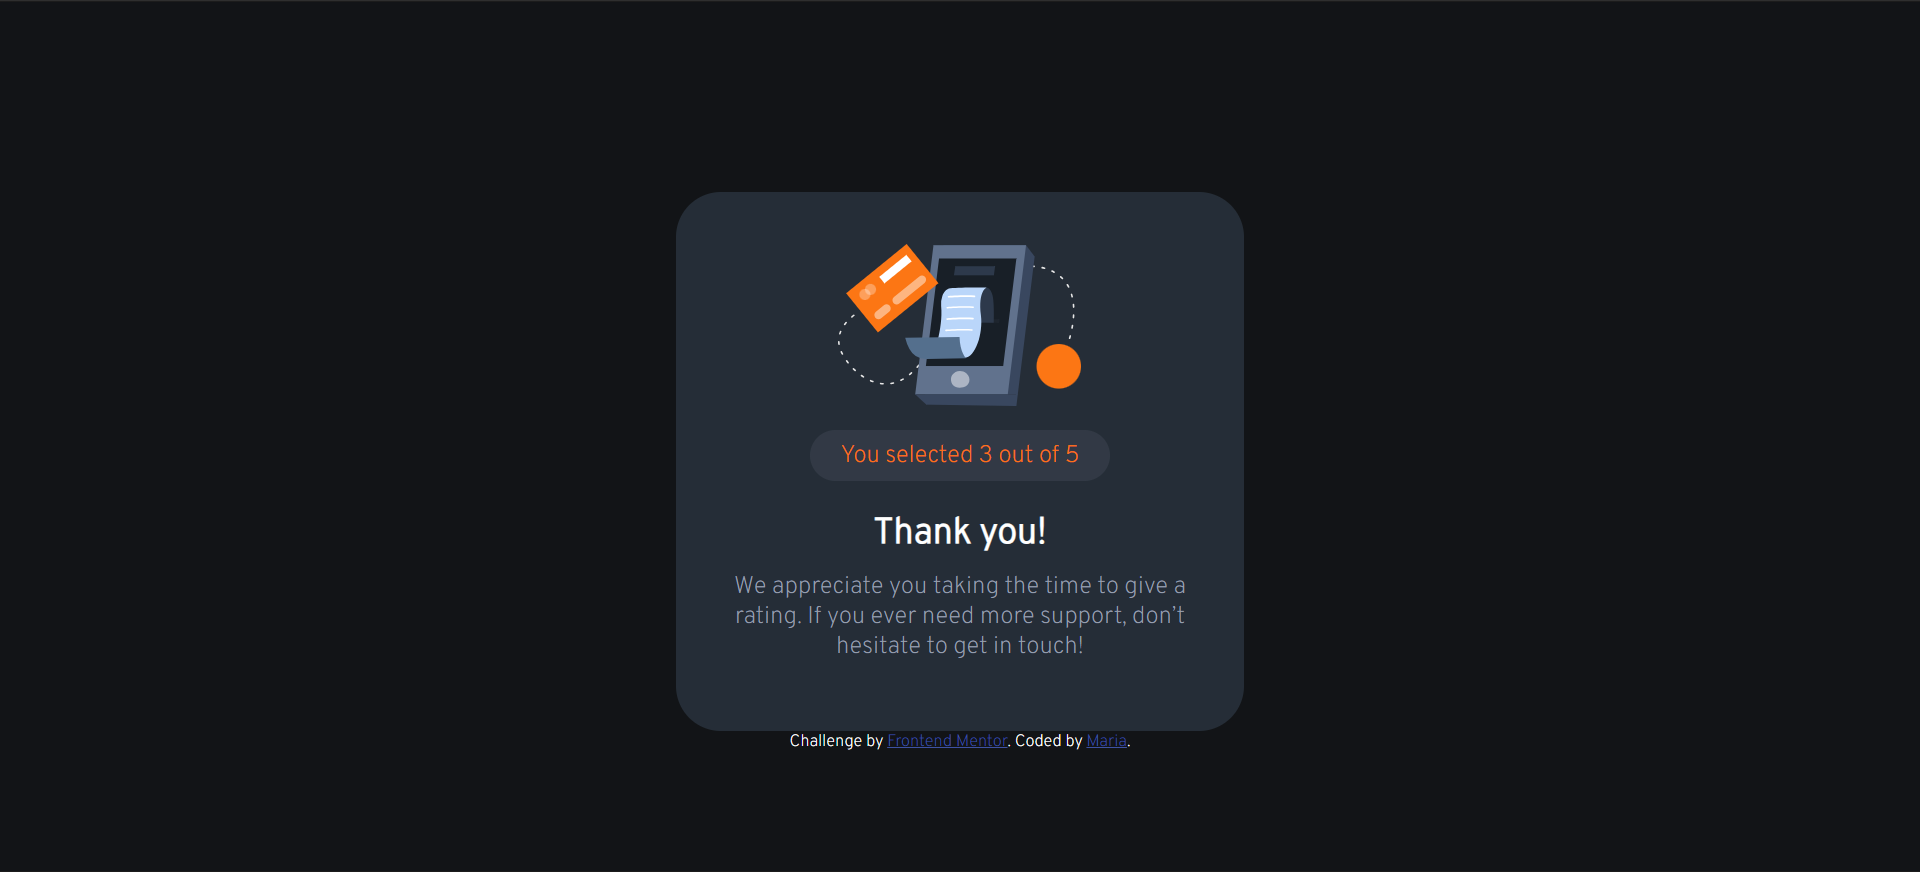 You selected 3 out of 5
Thank you!
We appreciate you taking the time to give a
rating. If you ever need more support, don’t
hesitate to get in touch!
Challenge by Frontend Mentor. Coded by Maria.